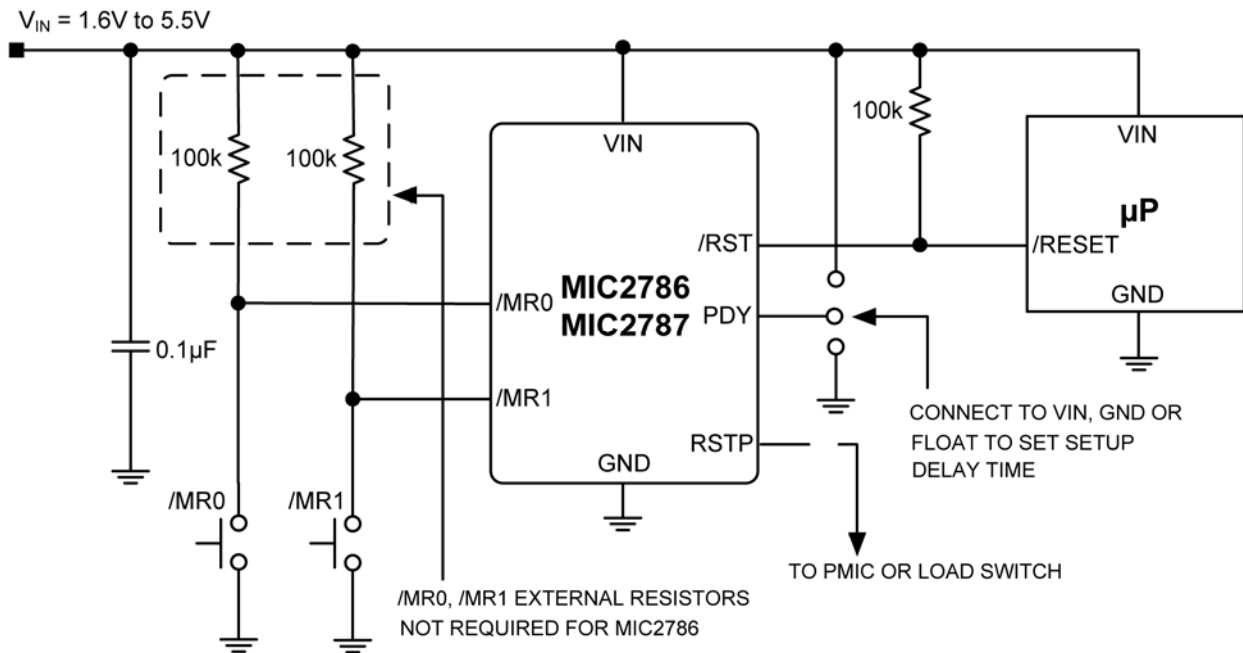 VIN = 1.6V to 5.5V
100k
100k
100k
VIN
VIN
µP
/RST
/RESET
MIC2786
MIC2787
/MR0
PDY
GND
0.1µF
/MR1
CONNECT TO VIN, GND OR
FLOAT TO SET SETUP
DELAY TIME
RSTP
GND
/MR0
/MR1
TO PMIC OR LOAD SWITCH
/MR0, /MR1 EXTERNAL RESISTORS
NOT REQUIRED FOR MIC2786